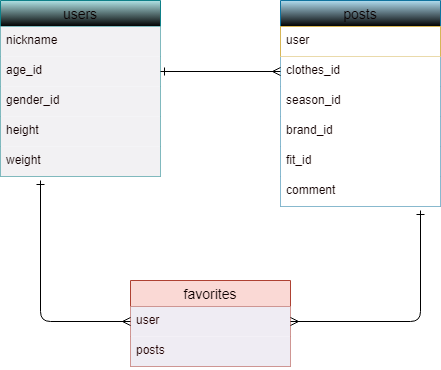 users
nickname
age_id
gender_id
height
weight
posts
user
clothes_id
season_id
brand_id
fit_id
comment
favorites
user
posts